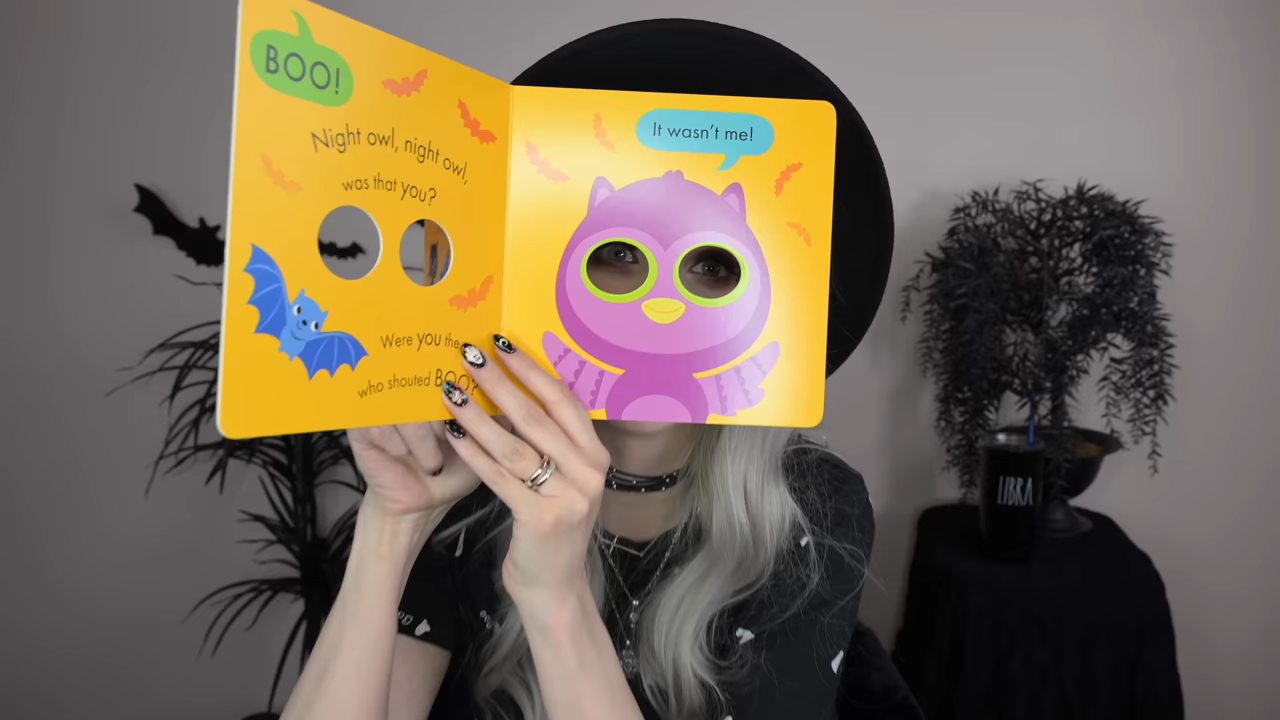 BOO!
Night owl, night owl,
was that you?
Were you the
who shouted BOO?
It wasn't me!
LIBRA